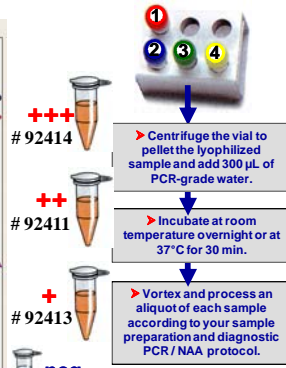 1
2 3 4
+++
# 92414
++
# 92411
+
# 92413
➤ Centrifuge the vial to
pellet the lyophilized
sample and add 300 µL of
PCR-grade water.
➤ Incubate at room
temperature overnight or at
37°C for 30 min.
➤ Vortex and process an
aliquot of each sample
according to your sample
preparation and diagnostic
PCR / NAA protocol.